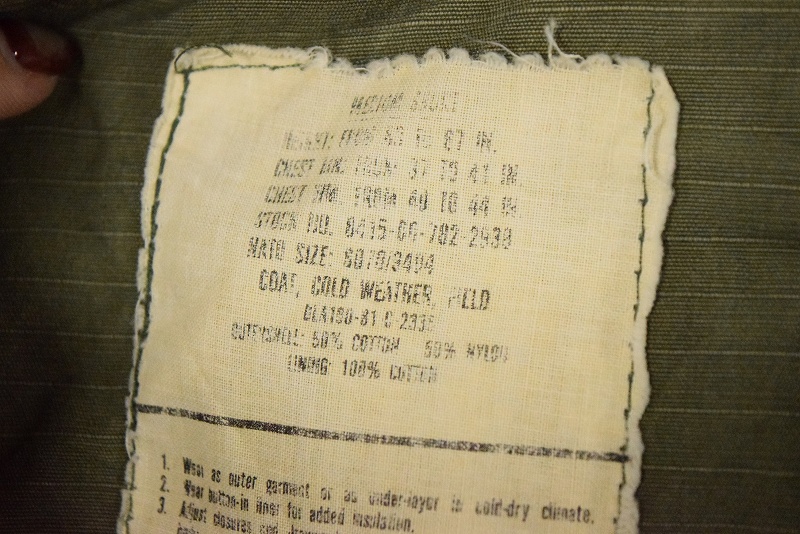 MEDIUM SHORT
HEIGHT: FROM 63 TO 67 IN.
CHEST MIN. FROM: 37 TO 41 IN.
FROM 40 TO 44 IN.
STOCK NO. 8415-00-782-2938
NATO SIZE: 6070/9404
COAT, COLD WEATHER, FIELD
DLA100-81-C-2335
OUTERSHELL: 50% COTTON 50% NYLON
LINING: 100% COTTON
1. Wear as outer garment or as under-layer in cold-dry climate.
2. Wear button-in liner for added insulation.
3. Adjust closures and